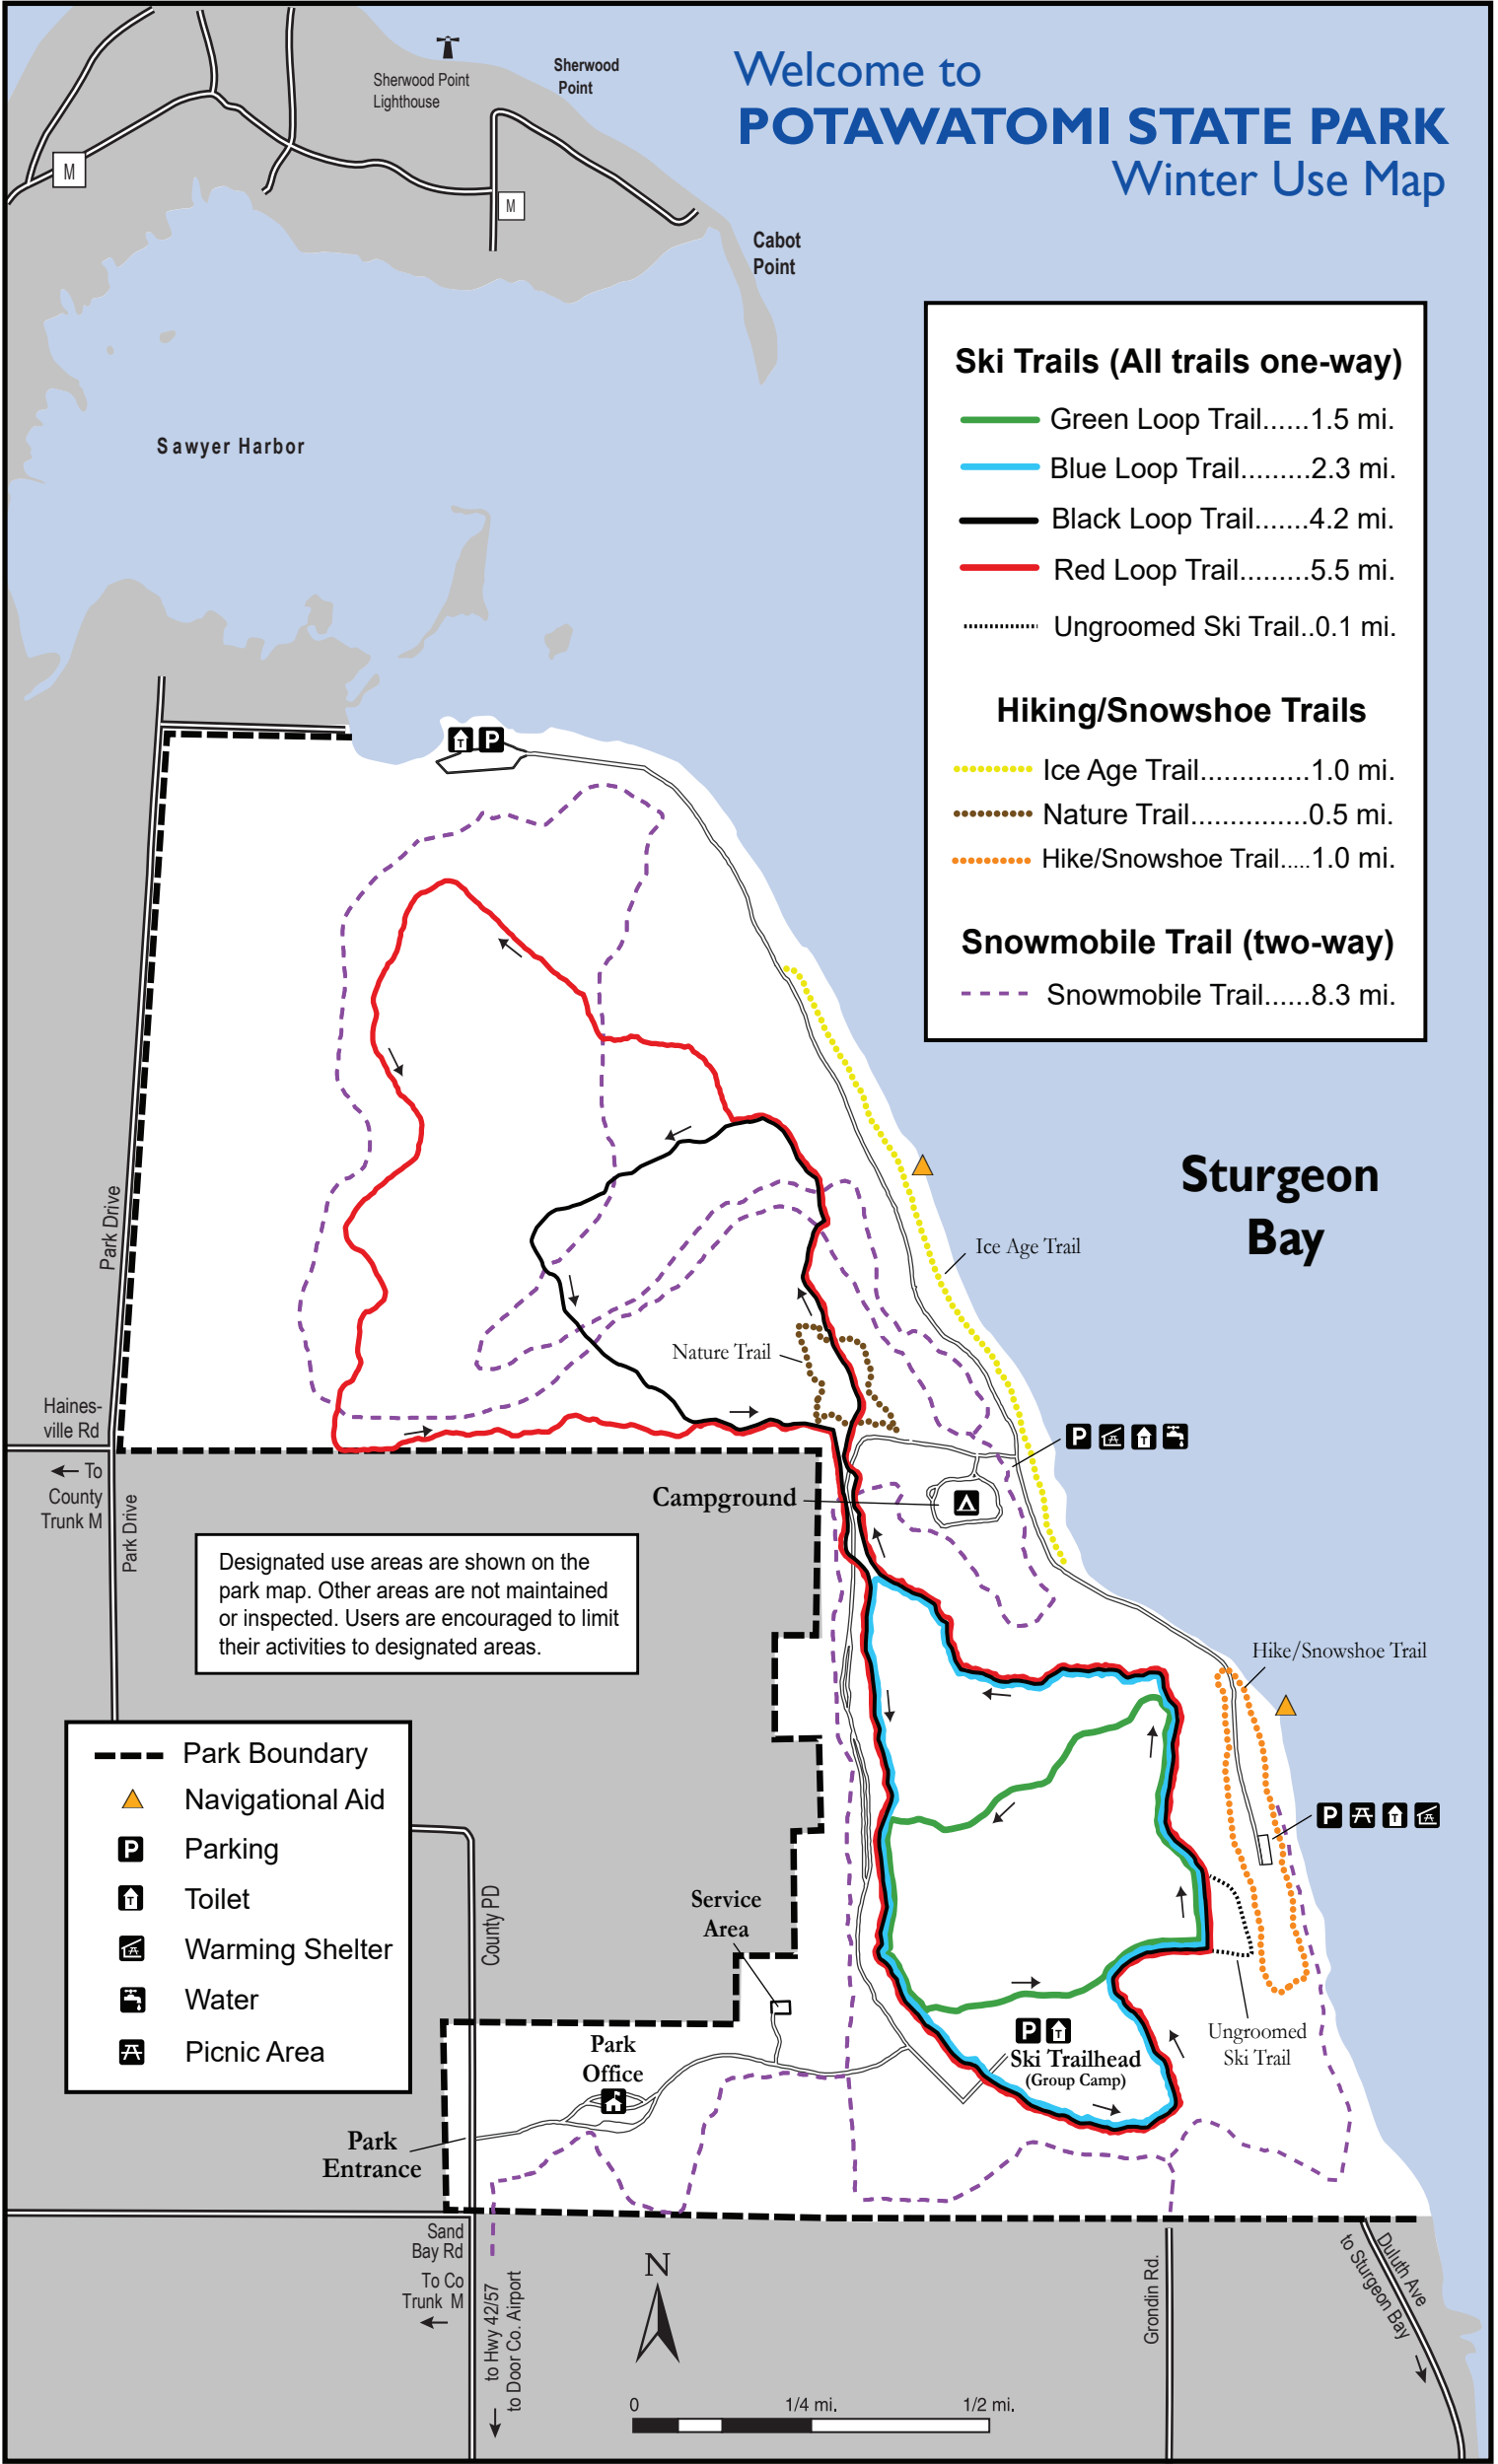 Welcome to
POTAWATOMI STATE PARK
Winter Use Map
Sherwood Point
Lighthouse
Sherwood
Point
M
M
Cabot
Point
Sawyer Harbor
Ski Trails (All trails one-way)
Green Loop Trail......1.5 mi.
Blue Loop Trail.........2.3 mi.
Black Loop Trail.......4.2 mi.
Red Loop Trail.........5.5 mi.
Ungroomed Ski Trail..0.1 mi.
Hiking/Snowshoe Trails
Ice Age Trail..............1.0 mi.
Nature Trail...............0.5 mi.
Hike/Snowshoe Trail.....1.0 mi.
Snowmobile Trail (two-way)
Snowmobile Trail......8.3 mi.
T
P
Sturgeon
Bay
Park Drive
Ice Age Trail
Nature Trail
Haines-
ville Rd
To
County
Trunk M
Park Drive
P
T
Campground
Designated use areas are shown on the
park map. Other areas are not maintained
or inspected. Users are encouraged to limit
their activities to designated areas.
Hike/Snowshoe Trail
P
T
Park Boundary
Navigational Aid
P
Parking
T
Toilet
Warming Shelter
Water
Picnic Area
County PD
Service
Area
Park
Office
P
T
Ski Trailhead
(Group Camp)
Ungroomed
Ski Trail
Park
Entrance
Sand
Bay Rd
To Co
Trunk M
to Hwy 42/57
to Door Co. Airport
N
0
1/4 mi.
1/2 mi.
Grondin Rd.
Duluth Ave
to Sturgeon Bay